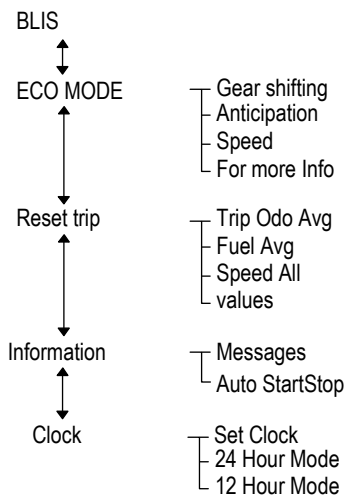 BLIS
ECO MODE
Gear shifting
Anticipation
Speed
For more Info
Reset trip
Trip Odo Avg
Fuel Avg
Speed All
values
Information
Messages
Auto StartStop
Clock
Set Clock
24 Hour Mode
12 Hour Mode